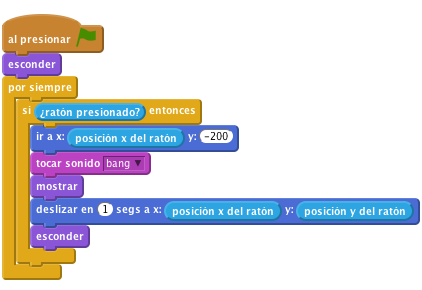 al presionar
esconder
por siempre
si ¿ratón presionado? entonces
ir a x: posición x del ratón y: -200
tocar sonido bang
mostrar
deslizar en 1 segs a x: posición x del ratón y: posición y del ratón
esconder